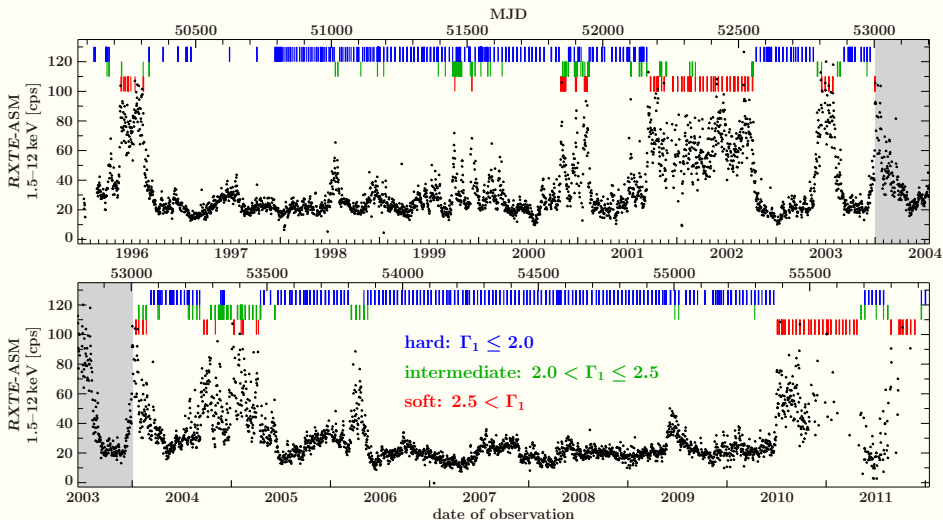 MJD
50500 51000 51500 52000 52500 53000
120
100
80
60
40
20
0
RXTE-ASM
1.5–12 keV [cps]
1996 1997 1998 1999 2000 2001 2002 2003 2004
53000 53500 54000 54500 55000 55500
120
100
80
60
40
20
0
RXTE-ASM
1.5–12 keV [cps]
hard: Γ₁ ≤ 2.0
intermediate: 2.0 < Γ₁ ≤ 2.5
soft: 2.5 < Γ₁
2003 2004 2005 2006 2007 2008 2009 2010 2011
date of observation